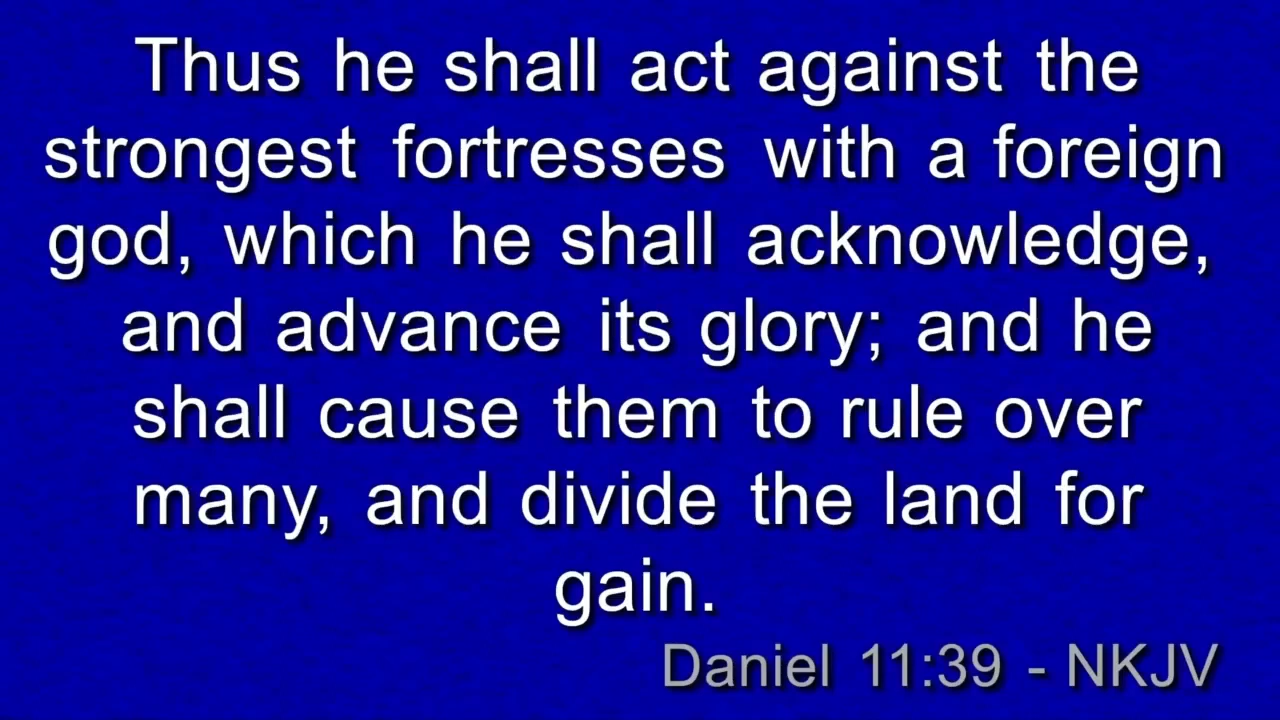 Thus he shall act against the
strongest fortresses with a foreign
god, which he shall acknowledge,
and advance its glory; and he
shall cause them to rule over
many, and divide the land for
gain.
Daniel 11:39 - NKJV